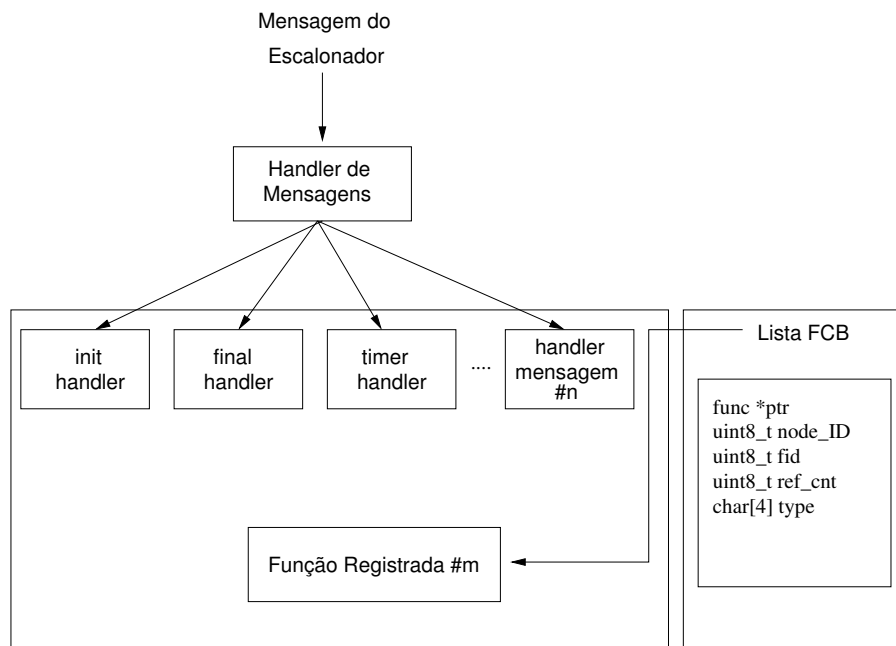 Mensagem do
Escalonador
Handler de
Mensagens
init
handler
final
handler
timer
handler
....
handler
mensagem
#n
Lista FCB
func *ptr
uint8_t node_ID
uint8_t fid
uint8_t ref_cnt
char[4] type
Função Registrada #m